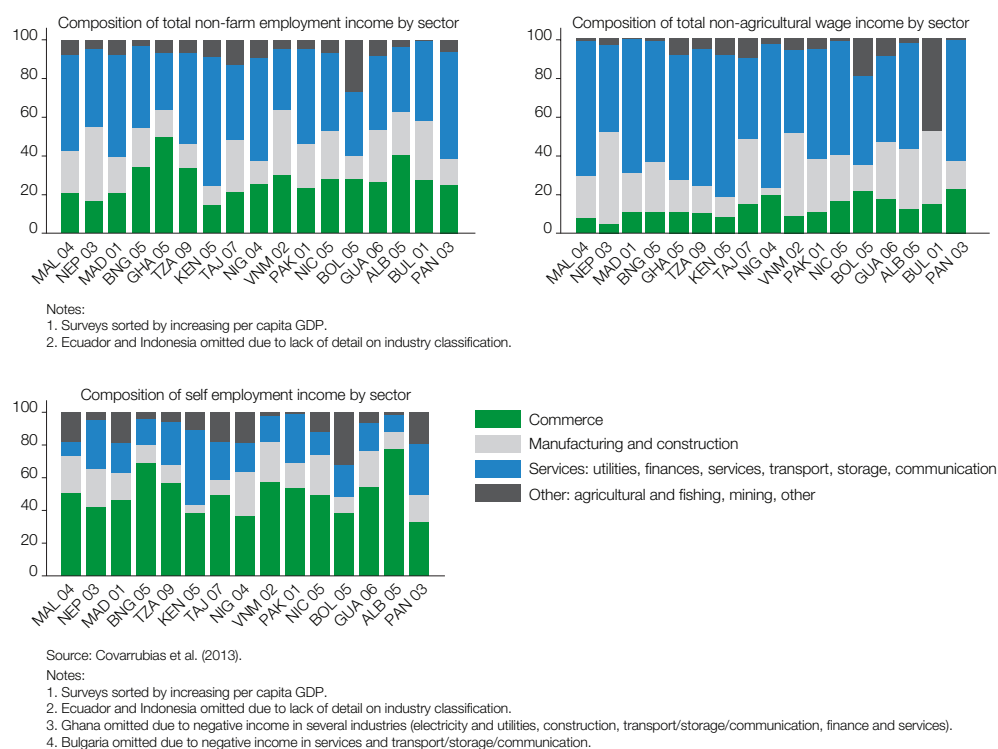 Composition of total non-farm employment income by sector
100
80
60
40
20
0
MAL 04
NEP 03
MAD 01
BNG 05
GHA 05
TZA 09
KEN 05
TAJ 07
NIG 04
VNM 02
PAK 01
NIC 05
BOL 05
GUA 06
ALB 05
BUL 01
PAN 03
Composition of total non-agricultural wage income by sector
100
80
60
40
20
0
MAL 04
NEP 03
MAD 01
BNG 05
GHA 05
TZA 09
KEN 05
TAJ 07
NIG 04
VNM 02
PAK 01
NIC 05
BOL 05
GUA 06
ALB 05
BUL 01
PAN 03
Notes:
1. Surveys sorted by increasing per capita GDP.
2. Ecuador and Indonesia omitted due to lack of detail on industry classification.
Composition of self employment income by sector
100
80
60
40
20
0
MAL 04
NEP 03
MAD 01
BNG 05
TZA 09
KEN 05
TAJ 07
NIG 04
VNM 02
PAK 01
NIC 05
BOL 05
GUA 06
ALB 05
PAN 03
Commerce
Manufacturing and construction
Services: utilities, finances, services, transport, storage, communication
Other: agricultural and fishing, mining, other
Source: Covarrubias et al. (2013).
Notes:
1. Surveys sorted by increasing per capita GDP.
2. Ecuador and Indonesia omitted due to lack of detail on industry classification.
3. Ghana omitted due to negative income in several industries (electricity and utilities, construction, transport/storage/communication, finance and services).
4. Bulgaria omitted due to negative income in services and transport/storage/communication.